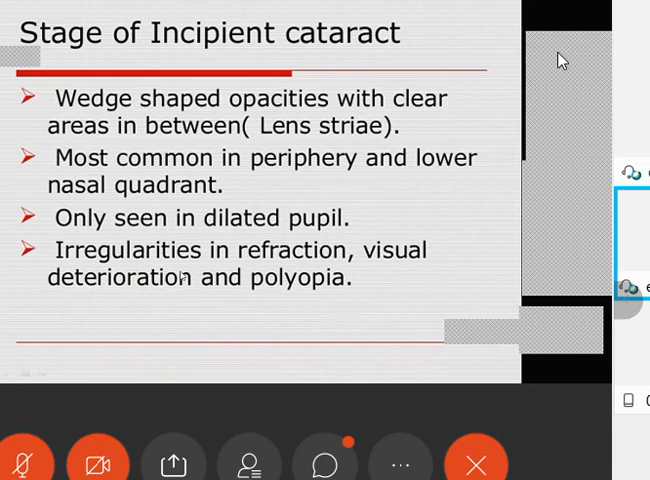 Stage of Incipient cataract
Wedge shaped opacities with clear
areas in between( Lens striae).
Most common in periphery and lower
nasal quadrant.
Only seen in dilated pupil.
Irregularities in refraction, visual
deterioration and polyopia.